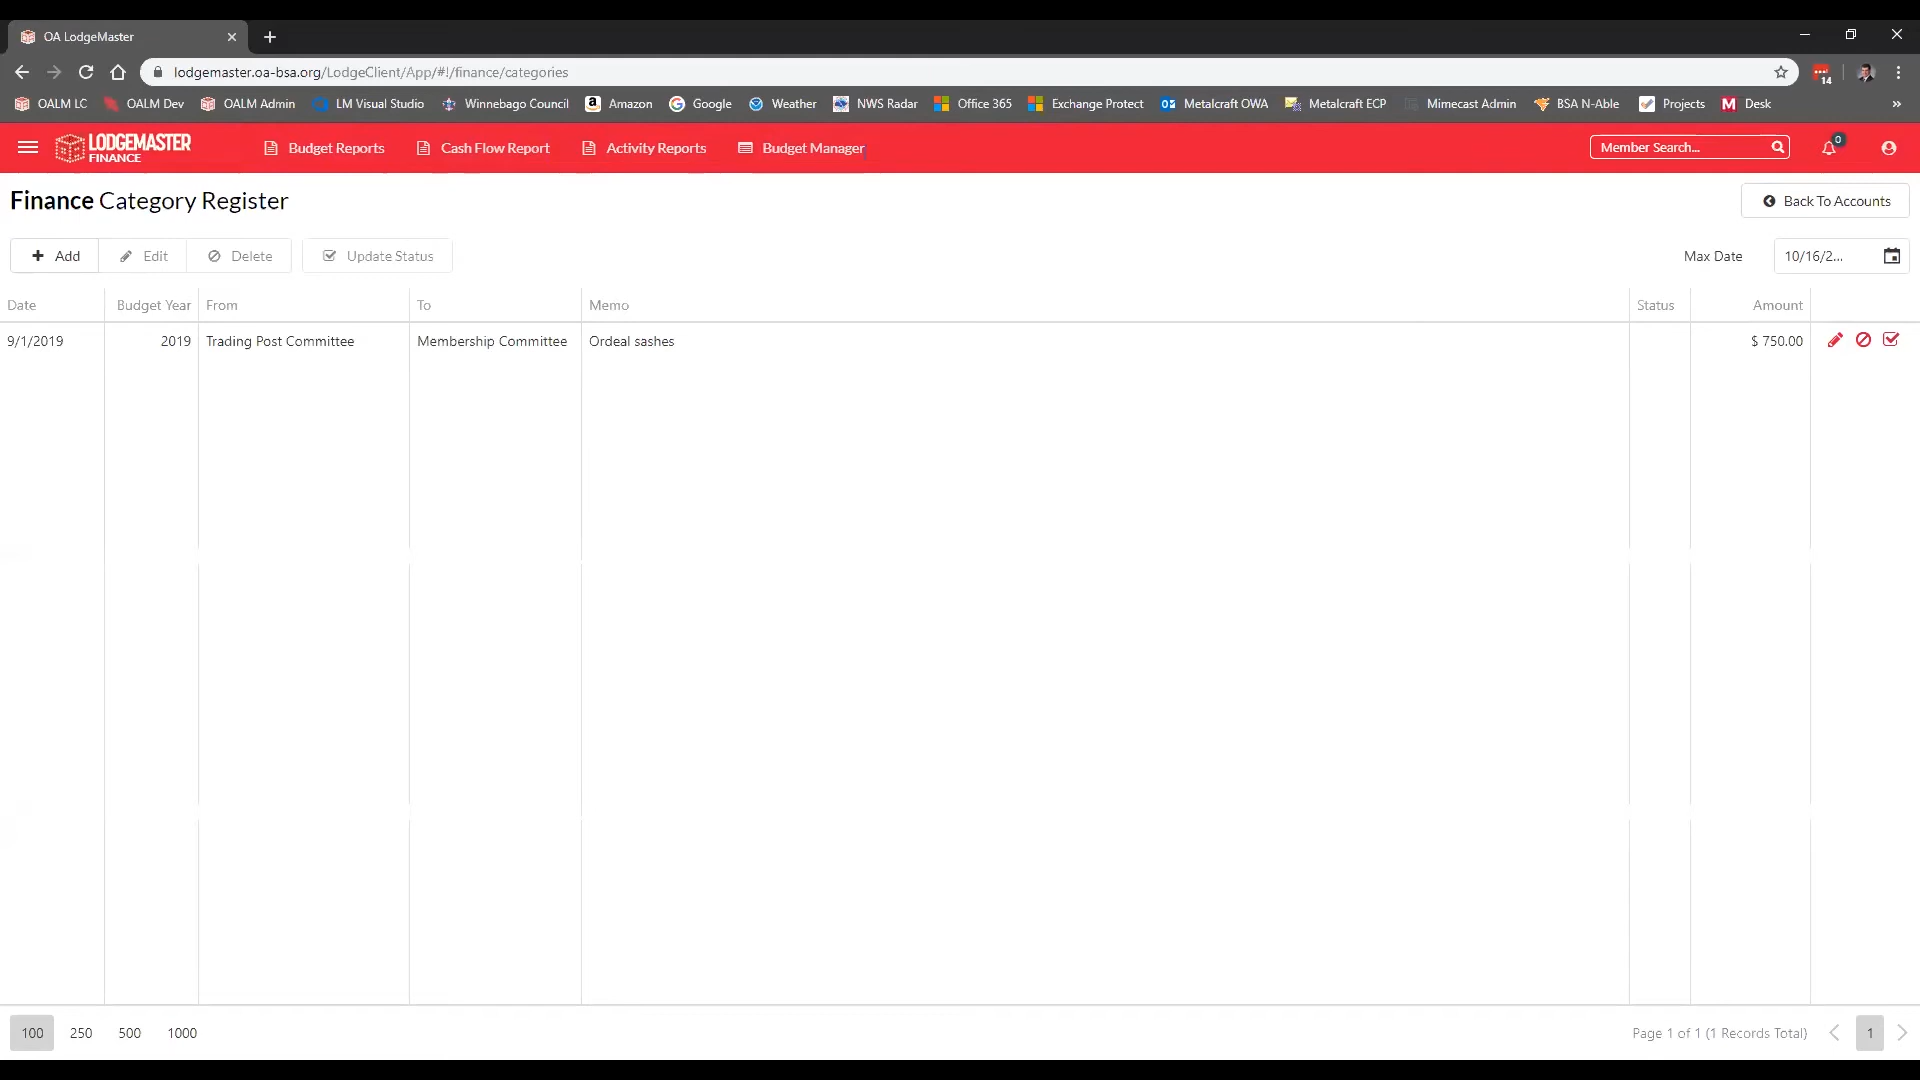 OA LodgeMaster
lodgemaster.oa-bsa.org/LodgeClient/App/#!/finance/categories
14
OALM LC OALM Dev OALM Admin LM Visual Studio Winnebago Council Amazon Google Weather NWS Radar Office 365 Exchange Protect Metalcraft OWA Metalcraft ECP Mimecast Admin BSA N-Able Projects Desk »
LODGEMASTER
FINANCE
Budget Reports Cash Flow Report Activity Reports Budget Manager Member Search... 0
Finance Category Register Back To Accounts
Add Edit Delete Update Status Max Date 10/16/2...
Date Budget Year From To Memo Status Amount
9/1/2019 2019 Trading Post Committee Membership Committee Ordeal sashes $ 750.00
100 250 500 1000 Page 1 of 1 (1 Records Total) 1